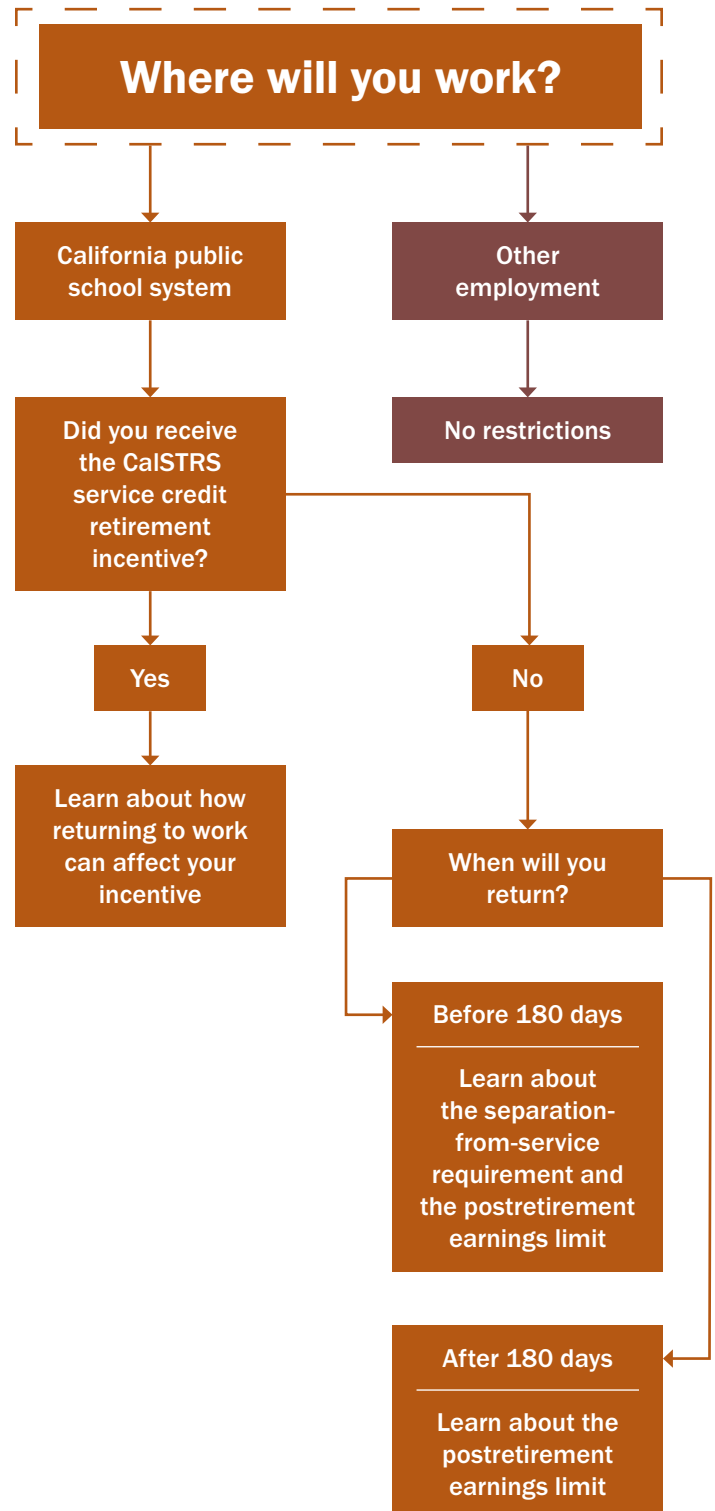 Where will you work?
California public
school system
Other
employment
No restrictions
Did you receive
the CalSTRS
service credit
retirement
incentive?
Yes
No
Learn about how
returning to work
can affect your
incentive
When will you
return?
Before 180 days
Learn about
the separation-
from-service
requirement and
the postretirement
earnings limit
After 180 days
Learn about the
postretirement
earnings limit